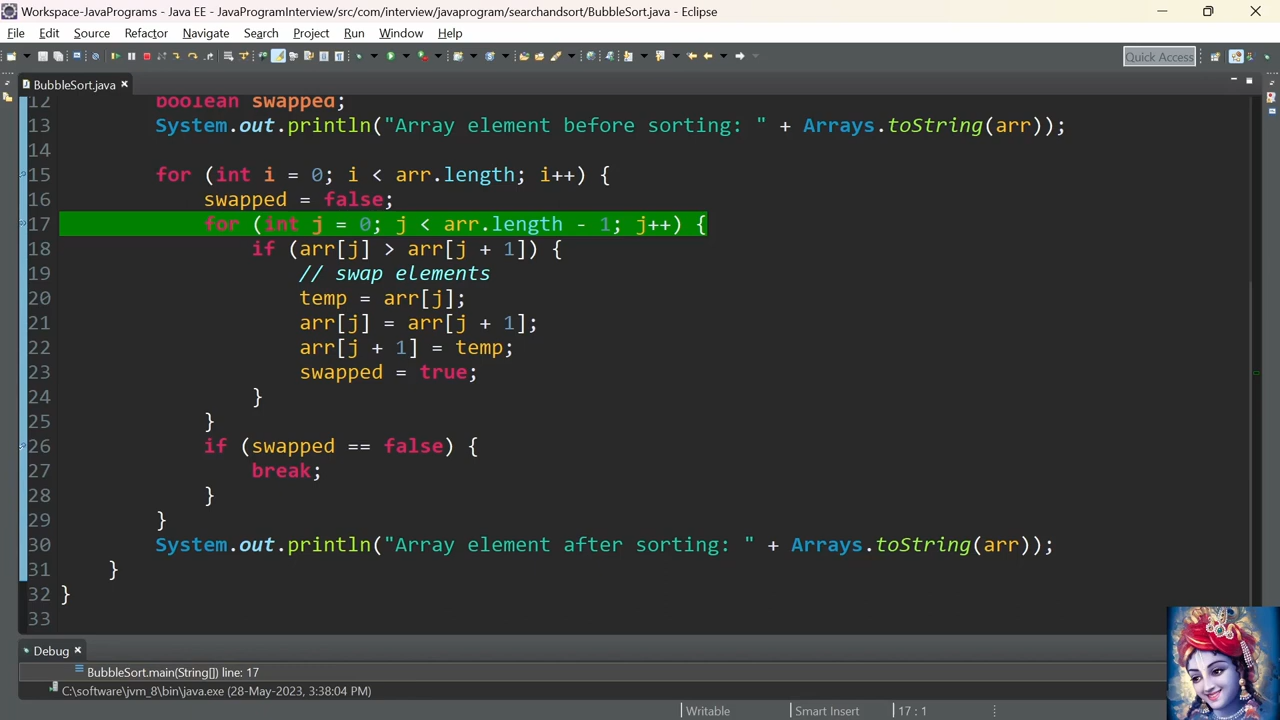 Workspace-JavaPrograms - Java EE - JavaProgramInterview/src/com/interview/javaprogram/searchandsort/BubbleSort.java - Eclipse
File Edit Source Refactor Navigate Search Project Run Window Help
Quick Access
BubbleSort.java
12 boolean swapped;
13 System.out.println("Array element before sorting: " + Arrays.toString(arr));
14
15 for (int i = 0; i < arr.length; i++) {
16 swapped = false;
17 for (int j = 0; j < arr.length - 1; j++) {
18 if (arr[j] > arr[j + 1]) {
19 // swap elements
20 temp = arr[j];
21 arr[j] = arr[j + 1];
22 arr[j + 1] = temp;
23 swapped = true;
24 }
25 }
26 if (swapped == false) {
27 break;
28 }
29 }
30 System.out.println("Array element after sorting: " + Arrays.toString(arr));
31 }
32 }
33
Debug
BubbleSort.main(String[]) line: 17
C:\software\jvm_8\bin\java.exe (28-May-2023, 3:38:04 PM)
Writable Smart Insert 17 : 1